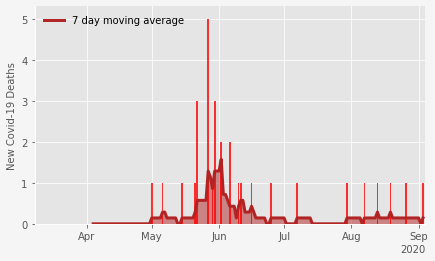 7 day moving average
New Covid-19 Deaths
5
4
3
2
1
0
Apr
May
Jun
Jul
Aug
Sep
2020